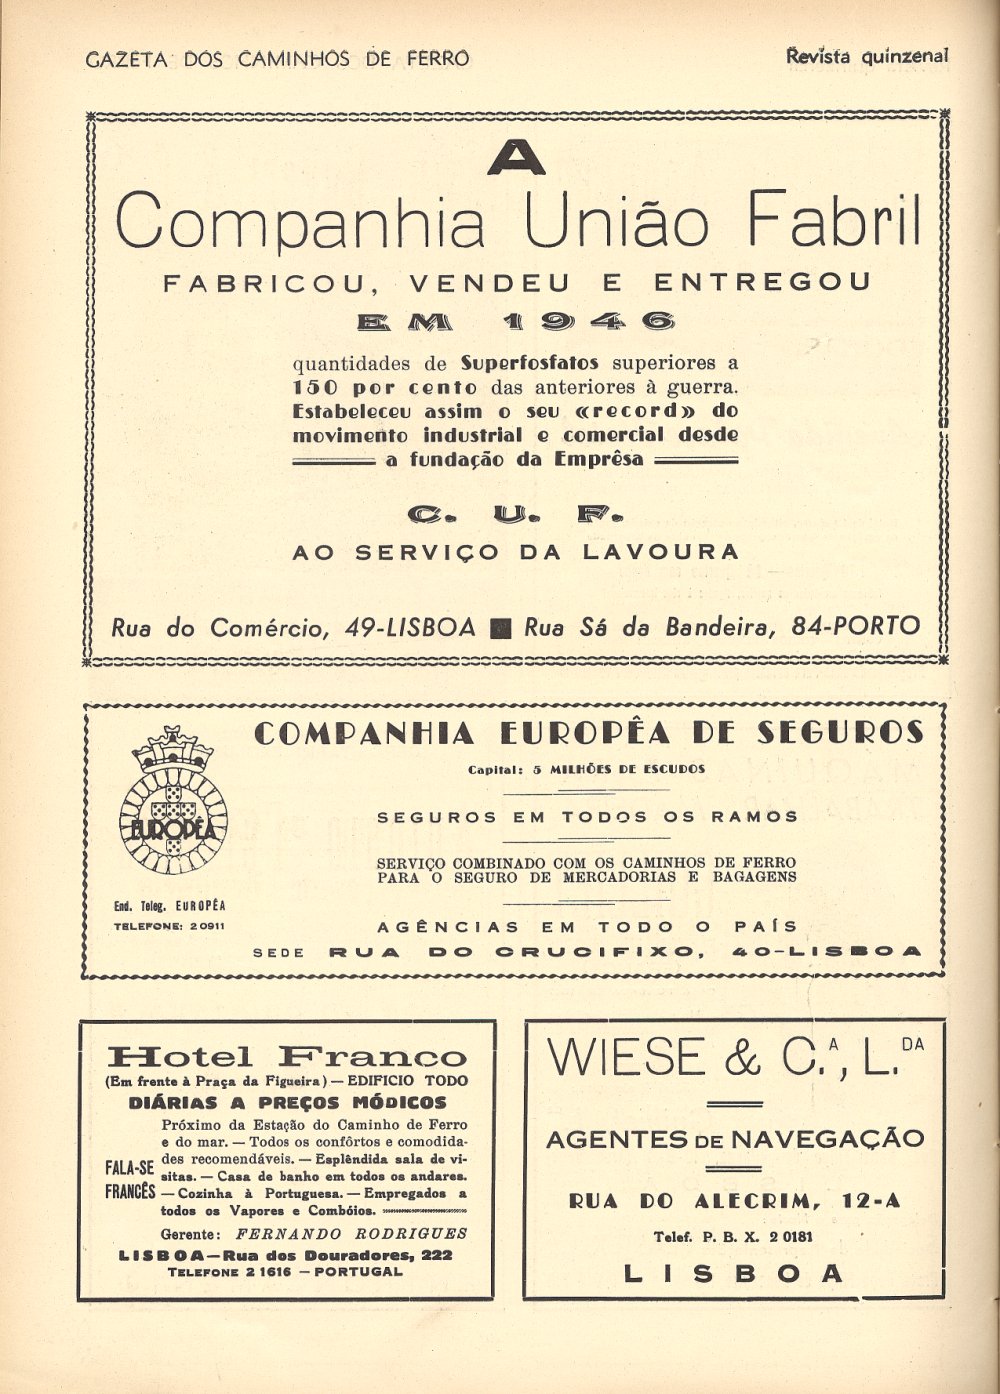 GAZETA DOS CAMINHOS DE FERRO
Revista quinzenal
A
Companhia União Fabril
FABRICOU, VENDEU E ENTREGOU
EM 1946
quantidades de Superfosfatos superiores a
150 por cento das anteriores à guerra.
Estabeleceu assim o seu «record» do
movimento industrial e comercial desde
a fundação da Emprêsa
C. U. F.
AO SERVIÇO DA LAVOURA
Rua do Comércio, 49-LISBOA ■ Rua Sá da Bandeira, 84-PORTO
COMPANHIA EUROPÊA DE SEGUROS
Capital: 5 MILHÕES DE ESCUDOS
SEGUROS EM TODOS OS RAMOS
SERVIÇO COMBINADO COM OS CAMINHOS DE FERRO
PARA O SEGURO DE MERCADORIAS E BAGAGENS
AGÊNCIAS EM TODO O PAÍS
SEDE RUA DO CRUCIFIXO, 40-LISBOA
EUROPÊA
End. Teleg. EUROPÊA
TELEFONE: 20911
Hotel Franco
(Em frente à Praça da Figueira) — EDIFICIO TODO
DIÁRIAS A PREÇOS MÓDICOS
Próximo da Estação do Caminho de Ferro
e do mar. — Todos os confôrtos e comodida-
des recomendáveis. — Esplêndida sala de vi-
sitas. — Casa de banho em todos os andares.
— Cozinha à Portuguesa. — Empregados a
todos os Vapores e Combóios.
FALA-SE
FRANCÊS
Gerente: FERNANDO RODRIGUES
LISBOA—Rua dos Douradores, 222
TELEFONE 2 1616 — PORTUGAL
WIESE & C.A, L.DA
AGENTES DE NAVEGAÇÃO
RUA DO ALECRIM, 12-A
Telef. P. B. X. 2 0181
LISBOA